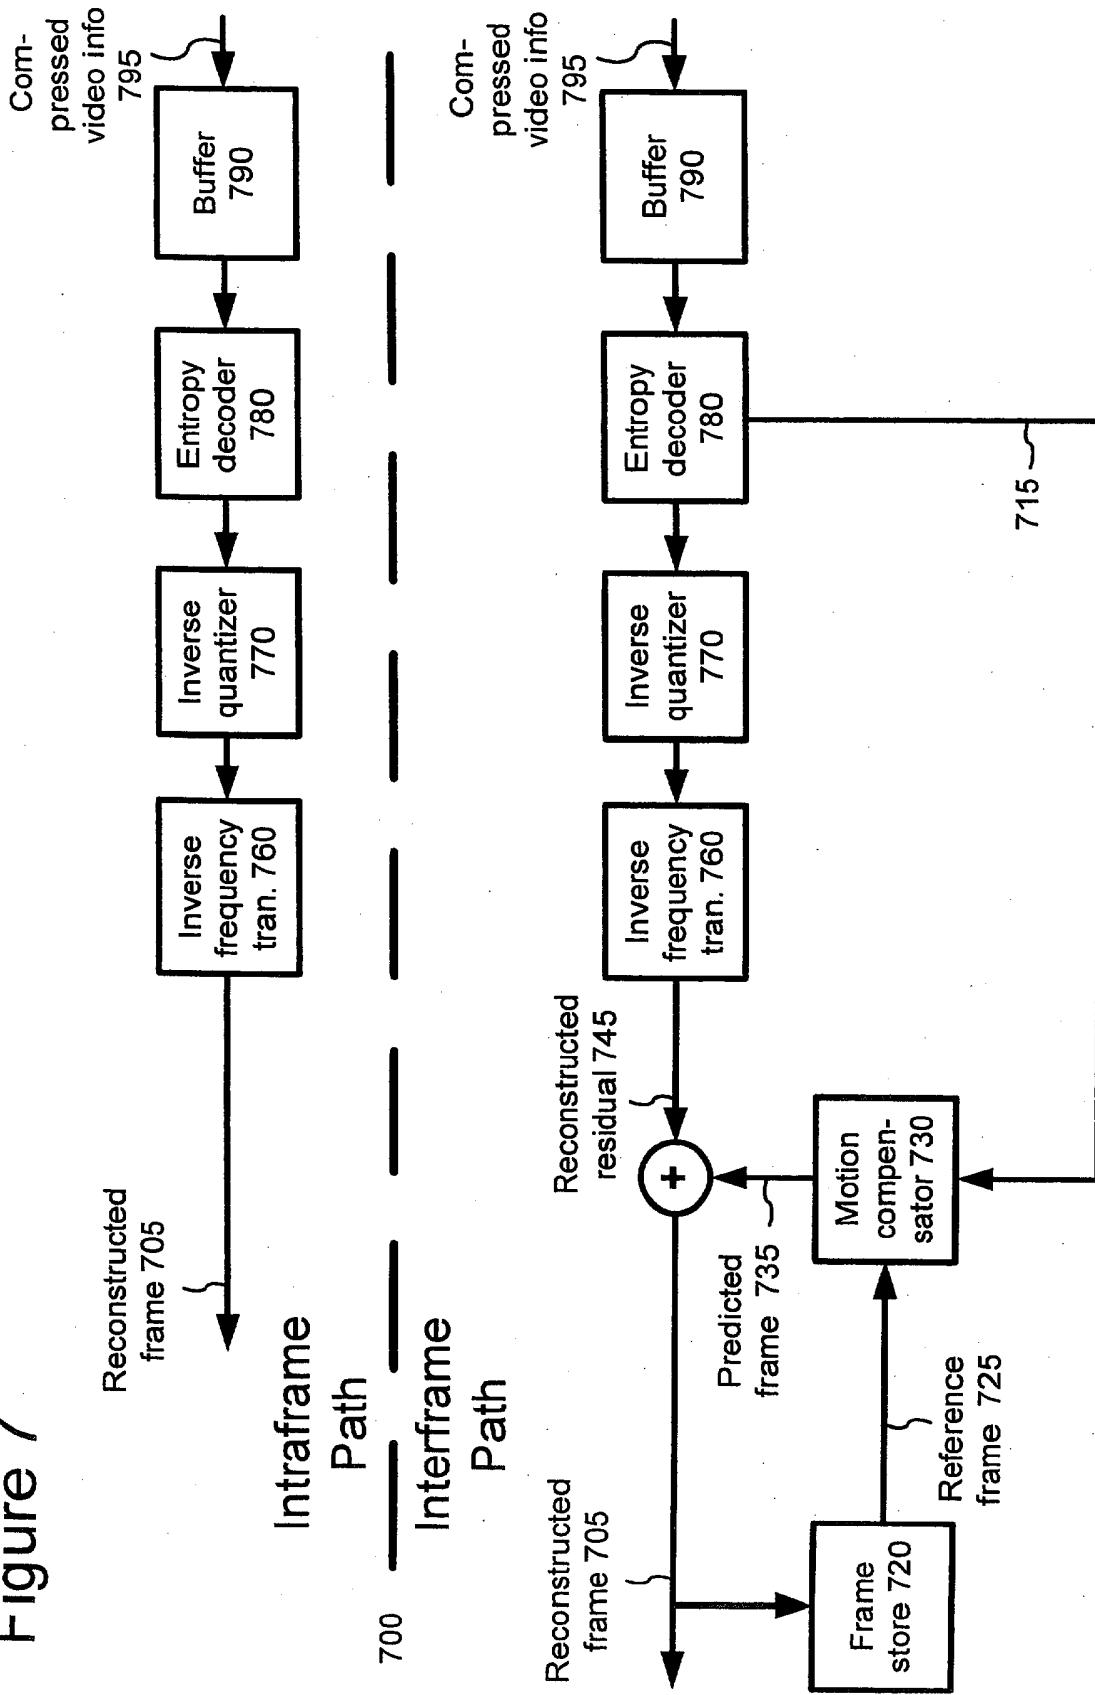 Figure 7
700
Reconstructed
frame 705
Inverse
frequency
tran. 760
Inverse
quantizer
770
Entropy
decoder
780
Buffer
790
Com-
pressed
video info
795
Intraframe
Path
Interframe
Path
Reconstructed
frame 705
Reconstructed
residual 745
+
Inverse
frequency
tran. 760
Inverse
quantizer
770
Entropy
decoder
780
Buffer
790
Com-
pressed
video info
795
Predicted
frame 735
Frame
store 720
Reference
frame 725
Motion
compen-
sator 730
715